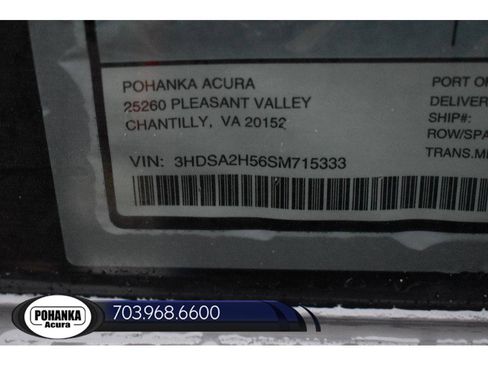 POHANKA ACURA
25260 PLEASANT VALLEY
CHANTILLY, VA 20152
VIN: 3HDSA2H56SM715333
PORT OF
DELIVER
SHIP#:
ROW/SPA
TRANS.ME
POHANKA
Acura
703.968.6600